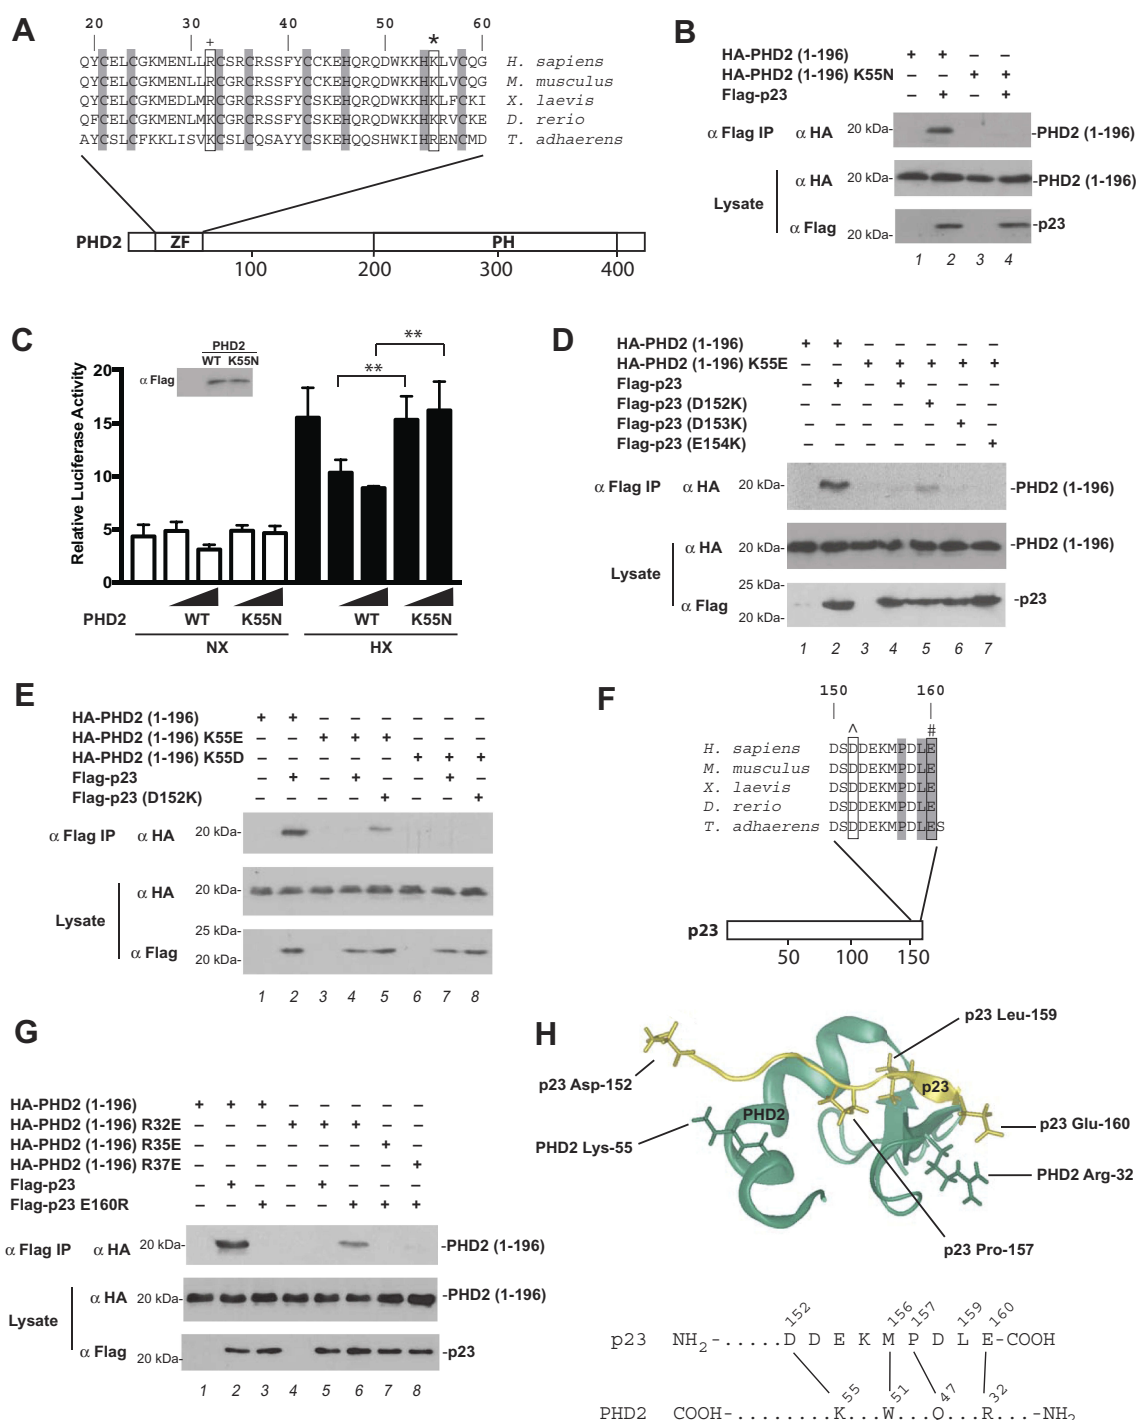 A
20 30 40 50 60
+ *
QYCELCGKMENLLRCSRCRSSFYCCKEHQRQDWKKHKLVCQG H. sapiens
QYCELCGKMENLLRCSRCRSSFYCCKEHQRQDWKKHKLVCQG M. musculus
QYCELCGKMEDLMRCGRCRSSFYCSKEHQRQDWKKHKLFCKI X. laevis
QFCELCGKMENLMKCGRCRSSFYCSKEHQRQDWKKHKRVCKE D. rerio
AYCSLCFKKLISVKCSLCQSAYYCSKEHQQSHWKIHRELCMD T. adhaerens
PHD2 ZF PH
100 200 300 400
B
HA-PHD2 (1-196) + + – –
HA-PHD2 (1-196) K55N – – + +
Flag-p23 – + – +
α Flag IP α HA 20 kDa- -PHD2 (1-196)
Lysate
α HA 20 kDa- -PHD2 (1-196)
α Flag 20 kDa- -p23
1 2 3 4
C
PHD2
WT K55N
α Flag
** **
Relative Luciferase Activity
20
15
10
5
0
PHD2 WT K55N WT K55N
NX HX
D
HA-PHD2 (1-196) + + – – – – –
HA-PHD2 (1-196) K55E – – + + + + +
Flag-p23 – + – + – – –
Flag-p23 (D152K) – – – – + – –
Flag-p23 (D153K) – – – – – + –
Flag-p23 (E154K) – – – – – – +
α Flag IP α HA 20 kDa- -PHD2 (1-196)
Lysate
α HA 20 kDa- -PHD2 (1-196)
25 kDa-
α Flag -p23
20 kDa-
1 2 3 4 5 6 7
E
HA-PHD2 (1-196) + + – – – – – –
HA-PHD2 (1-196) K55E – – + + + – – –
HA-PHD2 (1-196) K55D – – – – – + + +
Flag-p23 – + – + – – + –
Flag-p23 (D152K) – – – – + – – +
α Flag IP α HA 20 kDa-
Lysate
α HA 20 kDa-
25 kDa-
α Flag
20 kDa-
1 2 3 4 5 6 7 8
F
150 160
^ #
H. sapiens DSDDEKMPDLE
M. musculus DSDDEKMPDLE
X. laevis DSDDEKMPDLE
D. rerio DSDDEKMPDLE
T. adhaerens DSDDEKMPDLES
p23
50 100 150
G
HA-PHD2 (1-196) + + + – – – – –
HA-PHD2 (1-196) R32E – – – + + + – –
HA-PHD2 (1-196) R35E – – – – – – + –
HA-PHD2 (1-196) R37E – – – – – – – +
Flag-p23 – + – – + – – –
Flag-p23 E160R – – + – – + + +
α Flag IP α HA 20 kDa- -PHD2 (1-196)
Lysate
α HA 20 kDa- -PHD2 (1-196)
α Flag -p23
20 kDa-
1 2 3 4 5 6 7 8
H
p23 Leu-159
p23 Asp-152
p23
PHD2
p23 Glu-160
PHD2 Lys-55
PHD2 Arg-32
p23 Pro-157
152 156 157 159 160
p23 NH2-.....D D E K M P D L E-COOH
55 51 47 32
PHD2 COOH-........K...W...Q...R...-NH2